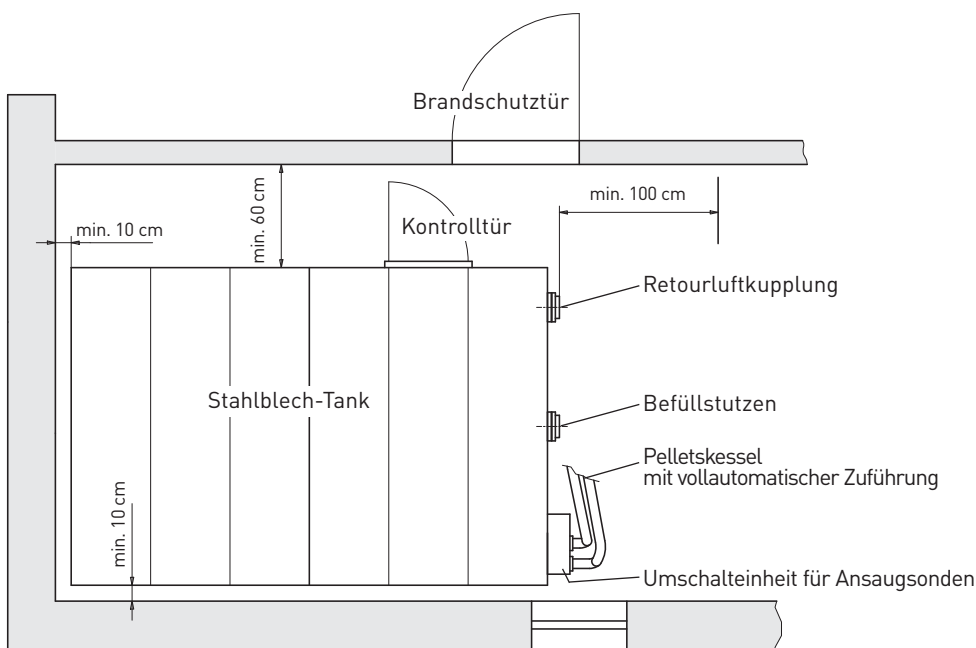 Brandschutztür
min. 100 cm
min. 60 cm
min. 10 cm
Kontrolltür
Retourluftkupplung
Stahlblech-Tank
Befüllstutzen
Pelletskessel
mit vollautomatischer Zuführung
min. 10 cm
Umschalteinheit für Ansaugsonden